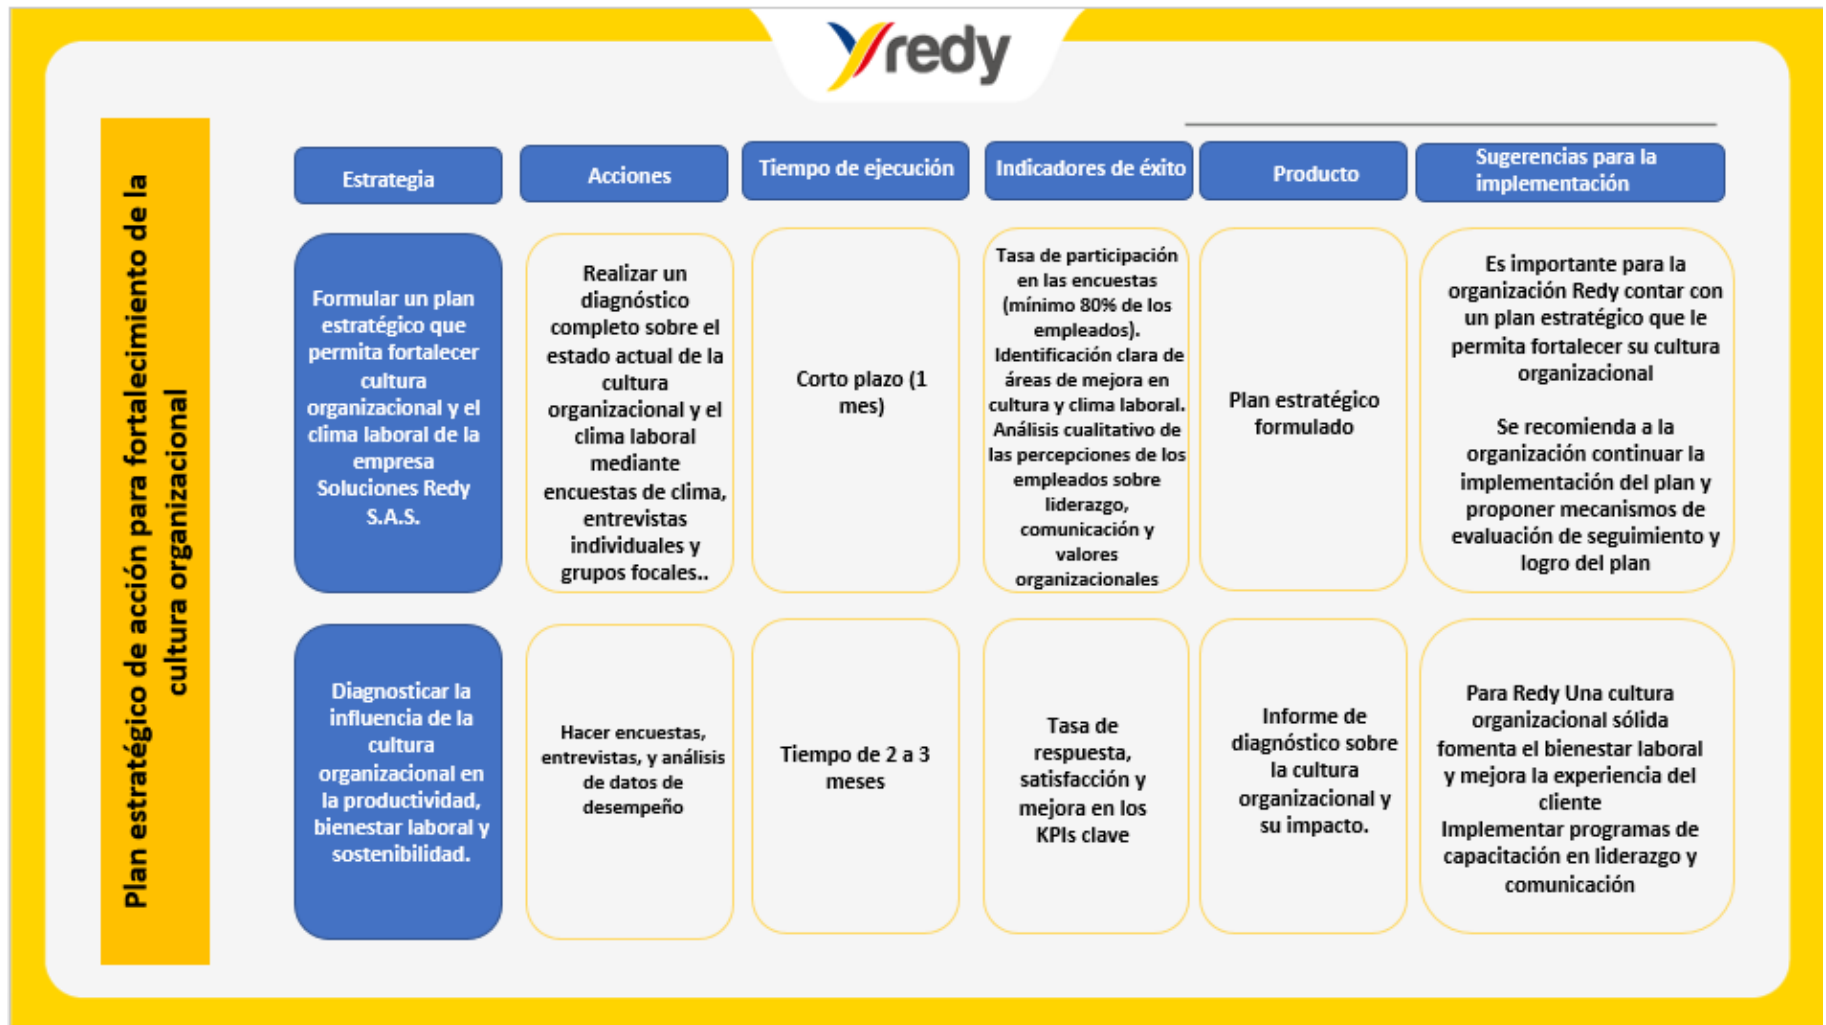 redy
Plan estratégico de acción para fortalecimiento de la
cultura organizacional
Estrategia
Acciones
Tiempo de ejecución
Indicadores de éxito
Producto
Sugerencias para la
implementación
Formular un plan
estratégico que
permita fortalecer
cultura
organizacional y el
clima laboral de la
empresa
Soluciones Redy
S.A.S.
Realizar un
diagnóstico
completo sobre el
estado actual de la
cultura
organizacional y el
clima laboral
mediante
encuestas de clima,
entrevistas
individuales y
grupos focales..
Corto plazo (1
mes)
Tasa de participación
en las encuestas
(mínimo 80% de los
empleados).
Identificación clara de
áreas de mejora en
cultura y clima laboral.
Análisis cualitativo de
las percepciones de los
empleados sobre
liderazgo,
comunicación y
valores
organizacionales
Plan estratégico
formulado
Es importante para la
organización Redy contar con
un plan estratégico que le
permita fortalecer su cultura
organizacional
Se recomienda a la
organización continuar la
implementación del plan y
proponer mecanismos de
evaluación de seguimiento y
logro del plan
Diagnosticar la
influencia de la
cultura
organizacional en
la productividad,
bienestar laboral y
sostenibilidad.
Hacer encuestas,
entrevistas, y análisis
de datos de
desempeño
Tiempo de 2 a 3
meses
Tasa de
respuesta,
satisfacción y
mejora en los
KPIs clave
Informe de
diagnóstico sobre
la cultura
organizacional y
su impacto.
Para Redy Una cultura
organizacional sólida
fomenta el bienestar laboral
y mejora la experiencia del
cliente
Implementar programas de
capacitación en liderazgo y
comunicación